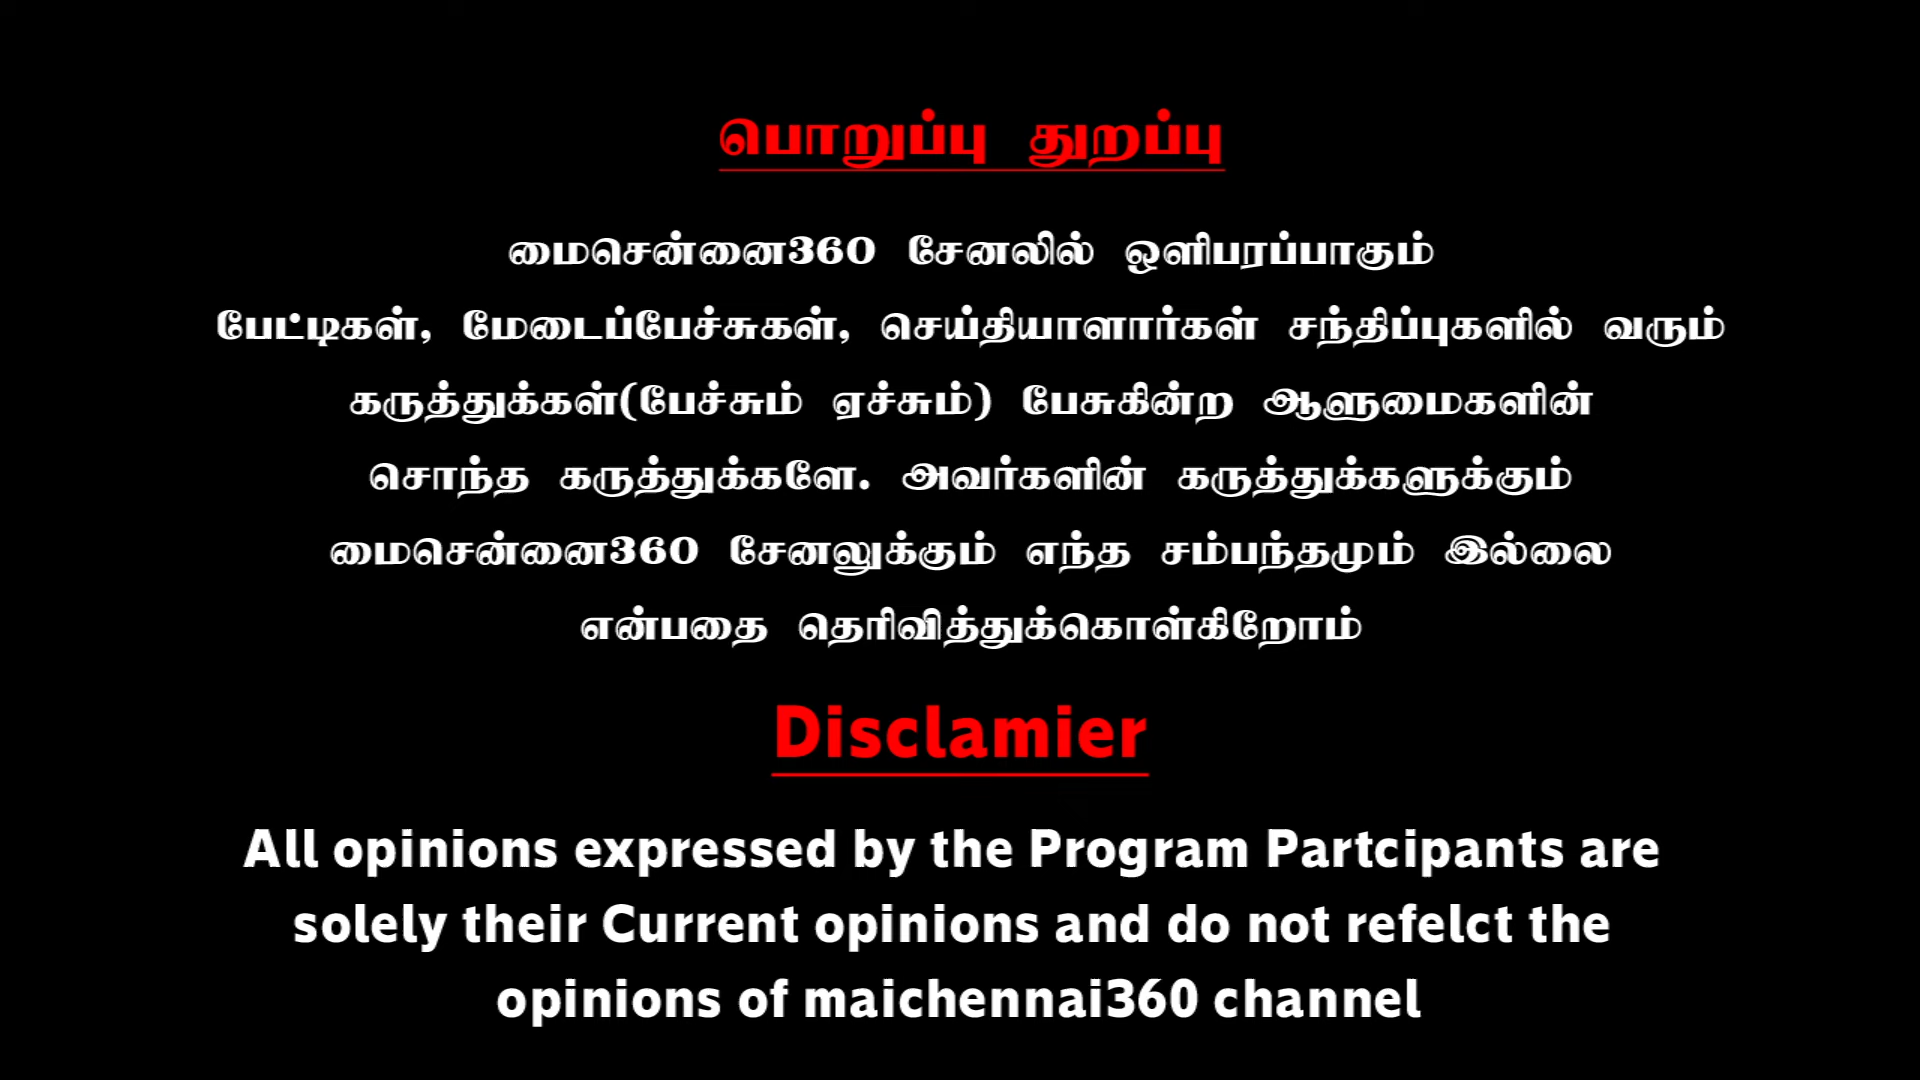 பொறுப்பு துறப்பு
மைசென்னை360 சேனலில் ஒளிபரப்பாகும்
பேட்டிகள், மேடைப்பேச்சுகள், செய்தியாளார்கள் சந்திப்புகளில் வரும்
கருத்துக்கள்(பேச்சும் ஏச்சும்) பேசுகின்ற ஆளுமைகளின்
சொந்த கருத்துக்களே. அவர்களின் கருத்துக்களுக்கும்
மைசென்னை360 சேனலுக்கும் எந்த சம்பந்தமும் இல்லை
என்பதை தெரிவித்துக்கொள்கிறோம்
Disclamier
All opinions expressed by the Program Partcipants are
solely their Current opinions and do not refelct the
opinions of maichennai360 channel